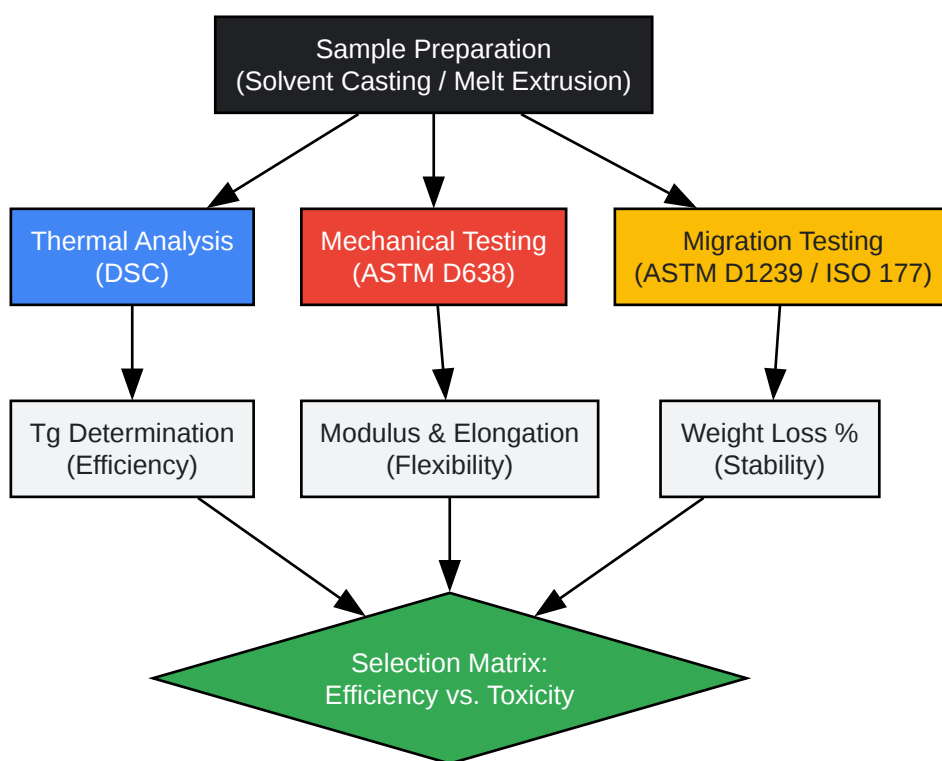 Sample Preparation
(Solvent Casting / Melt Extrusion)
Thermal Analysis
(DSC)
Mechanical Testing
(ASTM D638)
Migration Testing
(ASTM D1239 / ISO 177)
Tg Determination
(Efficiency)
Modulus & Elongation
(Flexibility)
Weight Loss %
(Stability)
Selection Matrix:
Efficiency vs. Toxicity